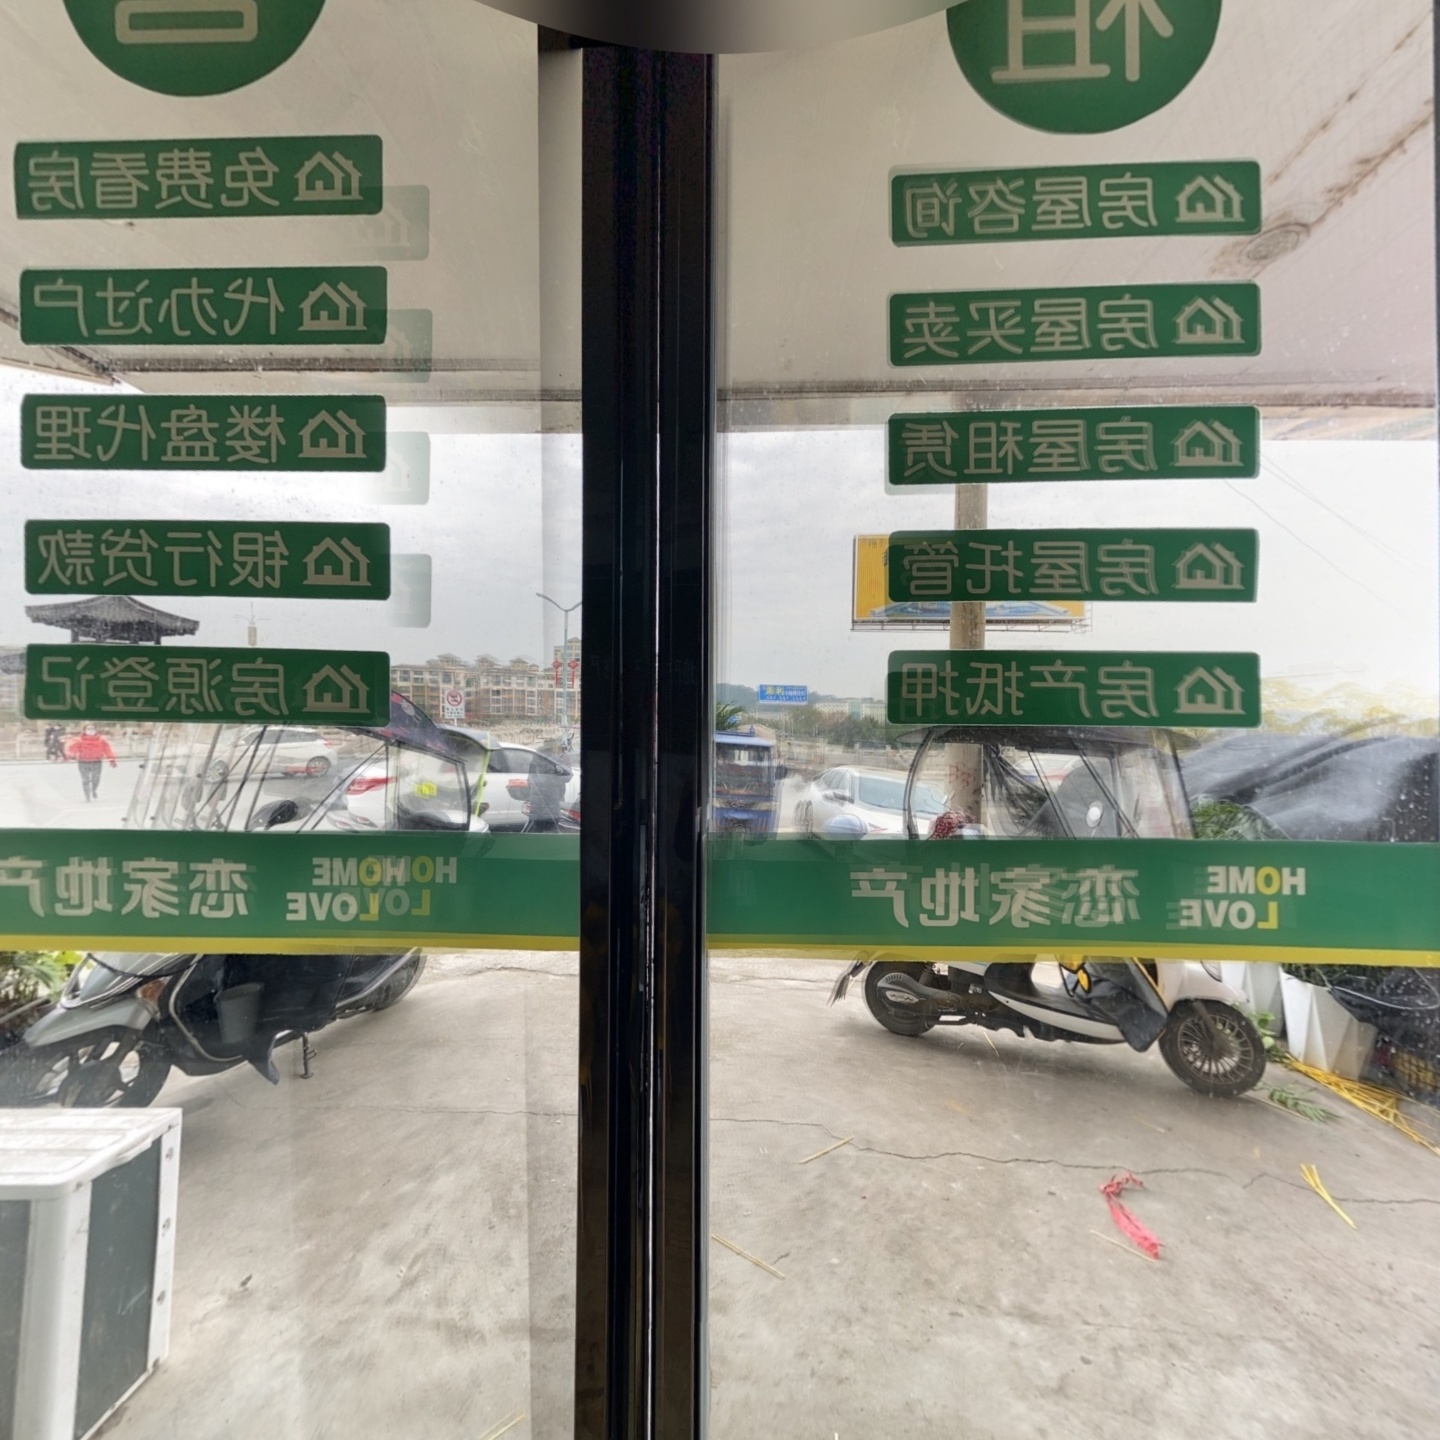 租
免费看房
代办过户
楼盘代理
银行贷款
房源登记
房屋咨询
房屋买卖
房屋租赁
房屋托管
房产抵押
HOME
LOVE
恋家地产
HOME
LOVE
恋家地产